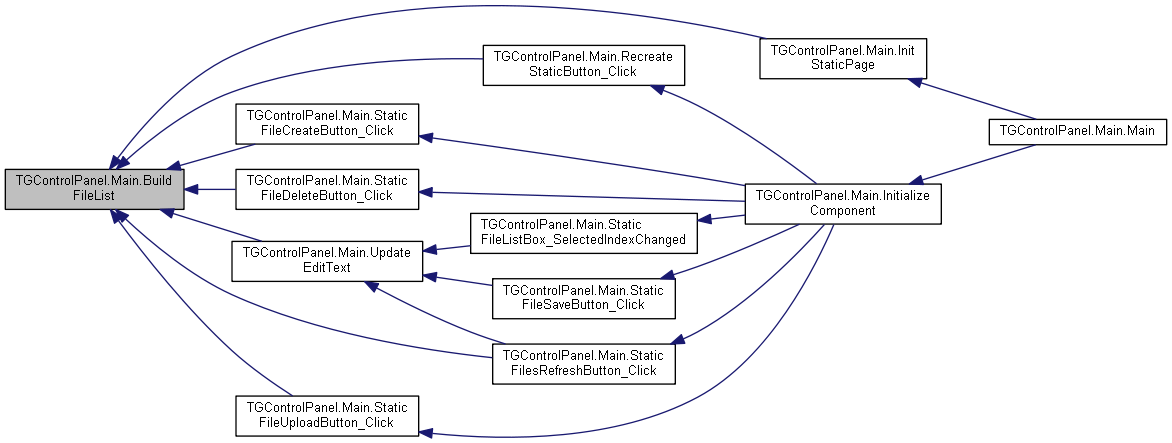 TGControlPanel.Main.Init
StaticPage
TGControlPanel.Main.Recreate
StaticButton_Click
TGControlPanel.Main.Static
FileCreateButton_Click
TGControlPanel.Main.Main
TGControlPanel.Main.Build
FileList
TGControlPanel.Main.Static
FileDeleteButton_Click
TGControlPanel.Main.Initialize
Component
TGControlPanel.Main.Static
FileListBox_SelectedIndexChanged
TGControlPanel.Main.Update
EditText
TGControlPanel.Main.Static
FileSaveButton_Click
TGControlPanel.Main.Static
FilesRefreshButton_Click
TGControlPanel.Main.Static
FileUploadButton_Click